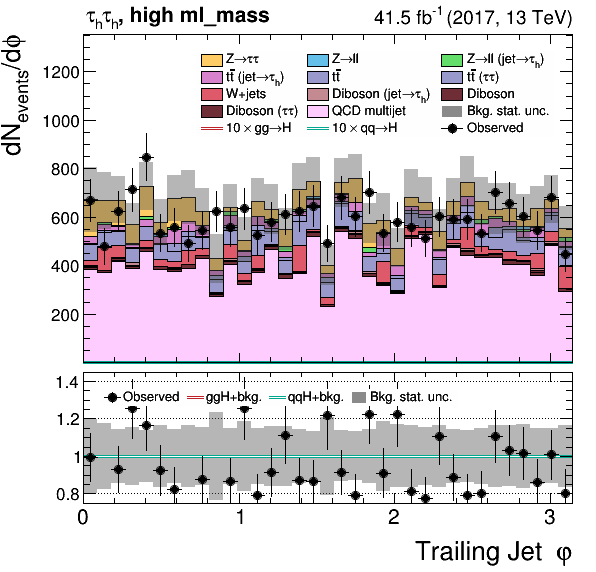 τₕτₕ, high ml_mass 41.5 fb⁻¹ (2017, 13 TeV)
dN_events/dϕ
Z→ττ Z→ll Z→ll (jet→τₕ)
tt̄ (jet→τₕ) tt̄ tt̄ (ττ)
W+jets Diboson (jet→τₕ) Diboson
Diboson (ττ) QCD multijet Bkg. stat. unc.
10 × gg→H 10 × qq→H Observed
1200
1000
800
600
400
200
Observed ggH+bkg. qqH+bkg. Bkg. stat. unc.
1.4
1.2
1
0.8
0 1 2 3
Trailing Jet φ